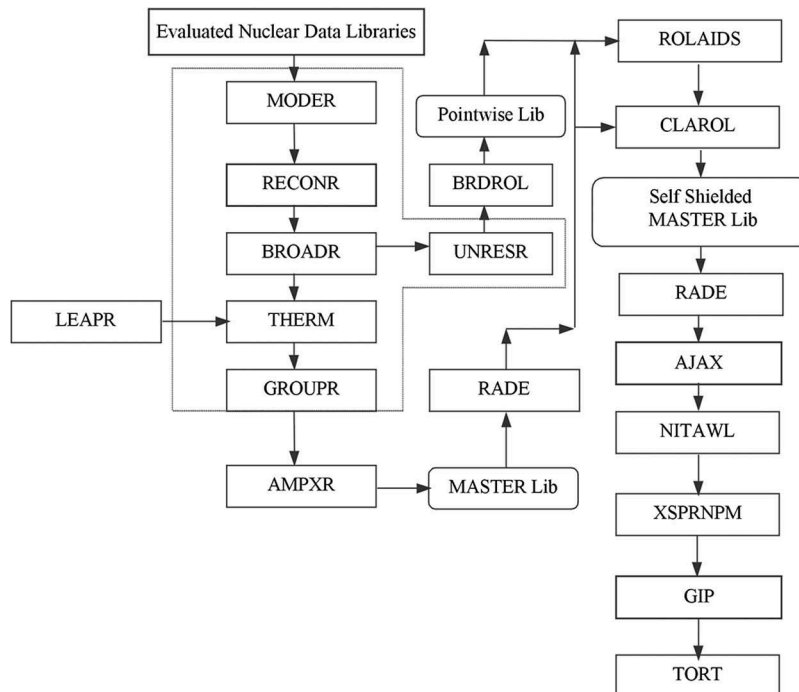 Evaluated Nuclear Data Libraries
MODER
RECONR
BROADR
THERM
GROUPR
LEAPR
AMPXR
UNRESR
BRDROL
Pointwise Lib
MASTER Lib
RADE
ROLAIDS
CLAROL
Self Shielded
MASTER Lib
RADE
AJAX
NITAWL
XSPRNPM
GIP
TORT